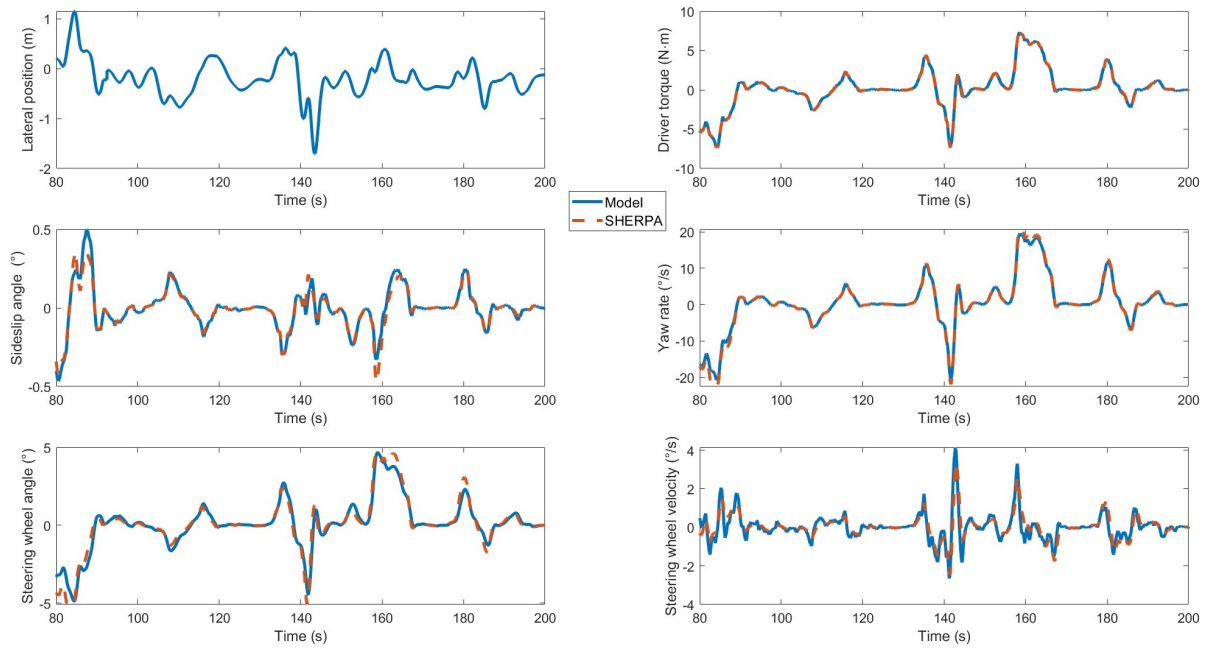 Lateral position (m)
1
0
-1
-2
80 100 120 140 160 180 200
Time (s)
Driver torque (N·m)
10
5
0
-5
-10
80 100 120 140 160 180 200
Time (s)
Model
SHERPA
Sideslip angle (°)
0.5
0
-0.5
80 100 120 140 160 180 200
Time (s)
Yaw rate (°/s)
20
10
0
-10
-20
80 100 120 140 160 180 200
Time (s)
Steering wheel angle (°)
5
0
-5
80 100 120 140 160 180 200
Time (s)
Steering wheel velocity (°/s)
4
2
0
-2
-4
80 100 120 140 160 180 200
Time (s)